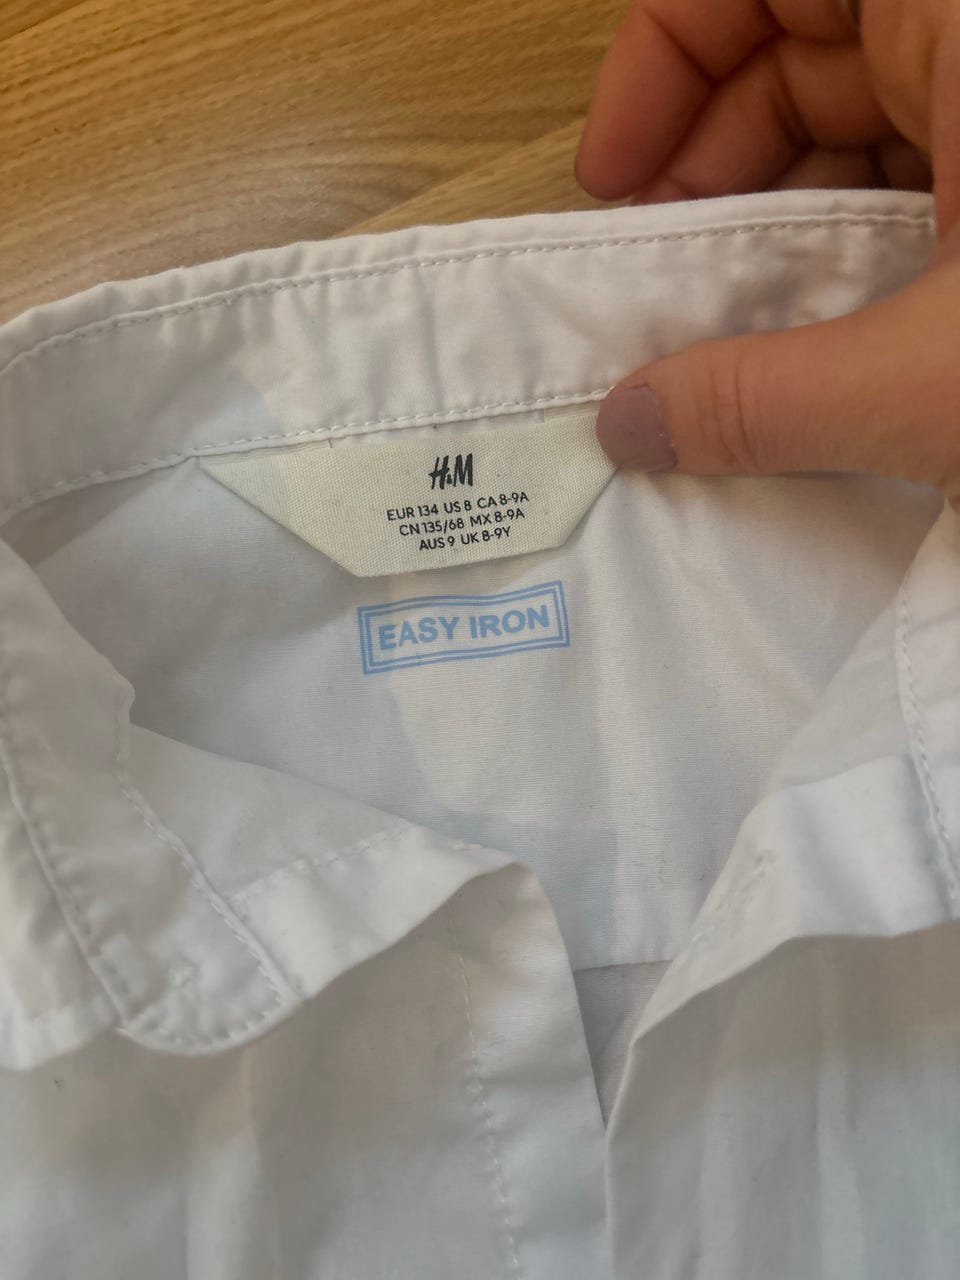 H&M
EUR 134 US 8 CA 8-9A
CN 135/68 MX 8-9A
AUS 9 UK 8-9Y
EASY IRON